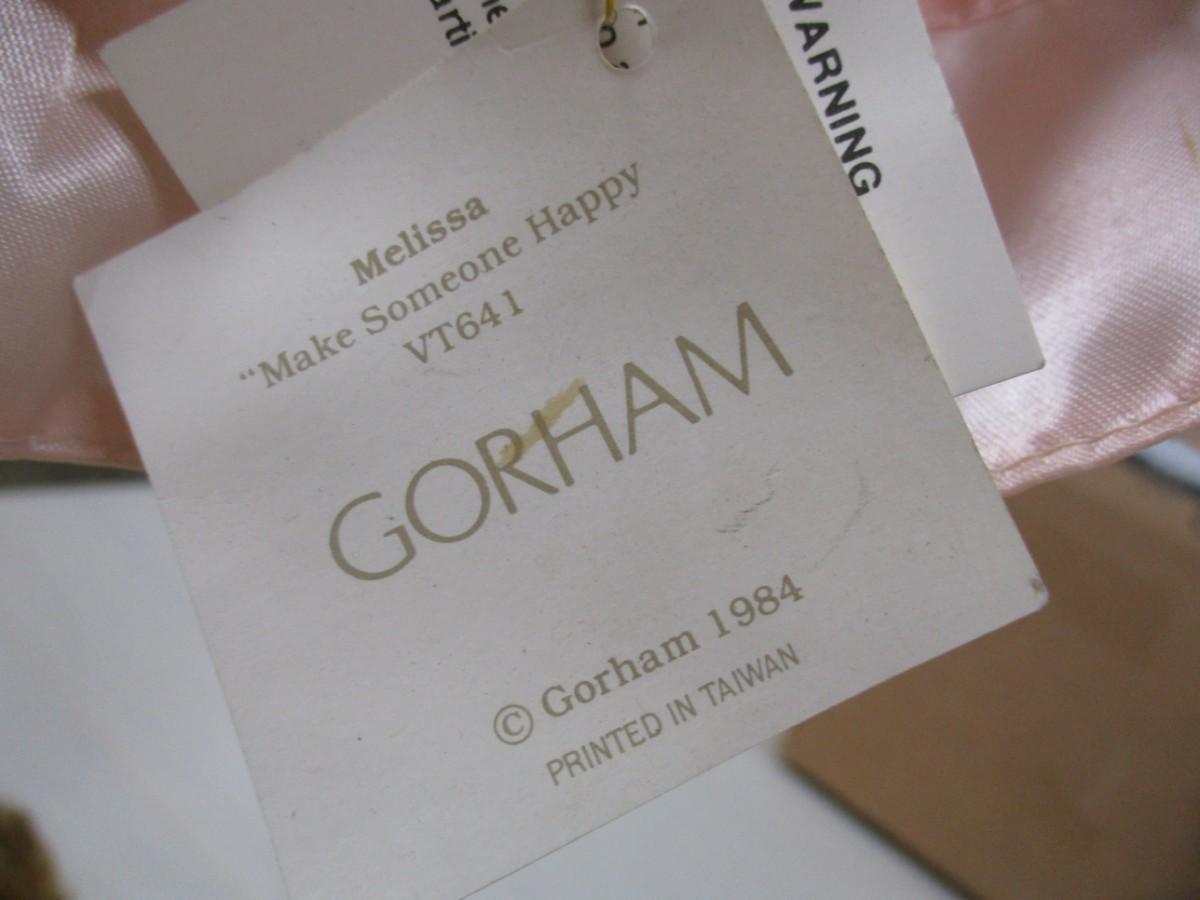 WARNING
Melissa
"Make Someone Happy
VT641
GORHAM
© Gorham 1984
PRINTED IN TAIWAN